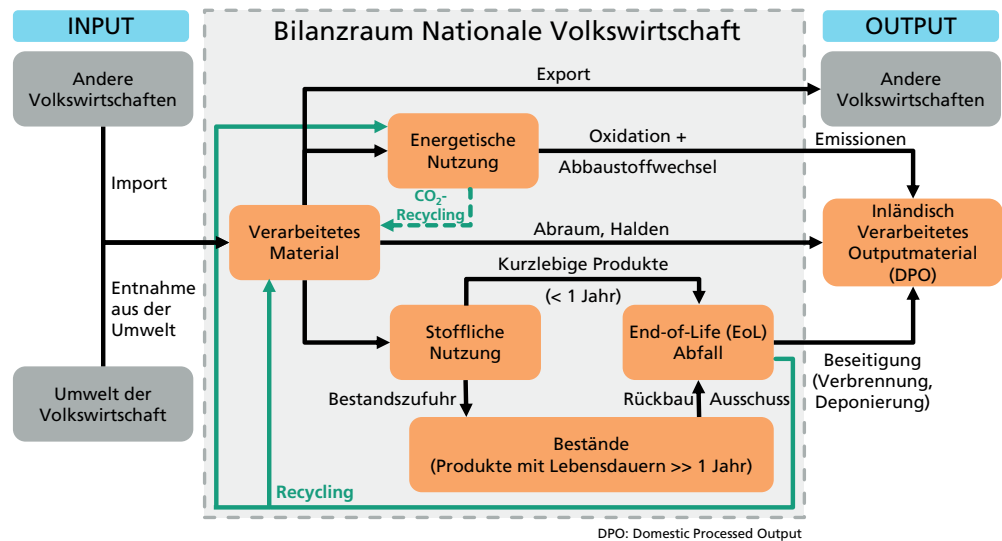 INPUT
Bilanzraum Nationale Volkswirtschaft
OUTPUT
Andere
Volkswirtschaften
Export
Andere
Volkswirtschaften
Energetische
Nutzung
Oxidation +
Abbaustoffwechsel
Emissionen
Import
CO₂-
Recycling
Verarbeitetes
Material
Abraum, Halden
Inländisch
Verarbeitetes
Outputmaterial
(DPO)
Entnahme
aus der
Umwelt
Kurzlebige Produkte
(< 1 Jahr)
Stoffliche
Nutzung
End-of-Life (EoL)
Abfall
Beseitigung
(Verbrennung,
Deponierung)
Umwelt der
Volkswirtschaft
Bestandszufuhr
Rückbau
Ausschuss
Bestände
(Produkte mit Lebensdauern >> 1 Jahr)
Recycling
DPO: Domestic Processed Output